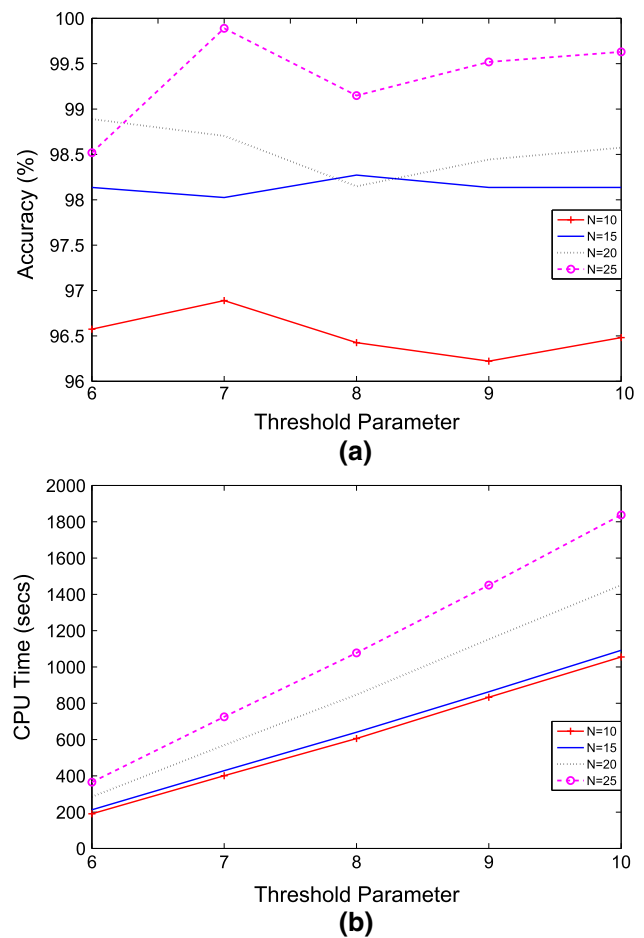 100
99.5
99
98.5
98
97.5
97
96.5
96
Accuracy (%)
N=10
N=15
N=20
N=25
6 7 8 9 10
Threshold Parameter
(a)
2000
1800
1600
1400
1200
1000
800
600
400
200
0
CPU Time (secs)
N=10
N=15
N=20
N=25
6 7 8 9 10
Threshold Parameter
(b)